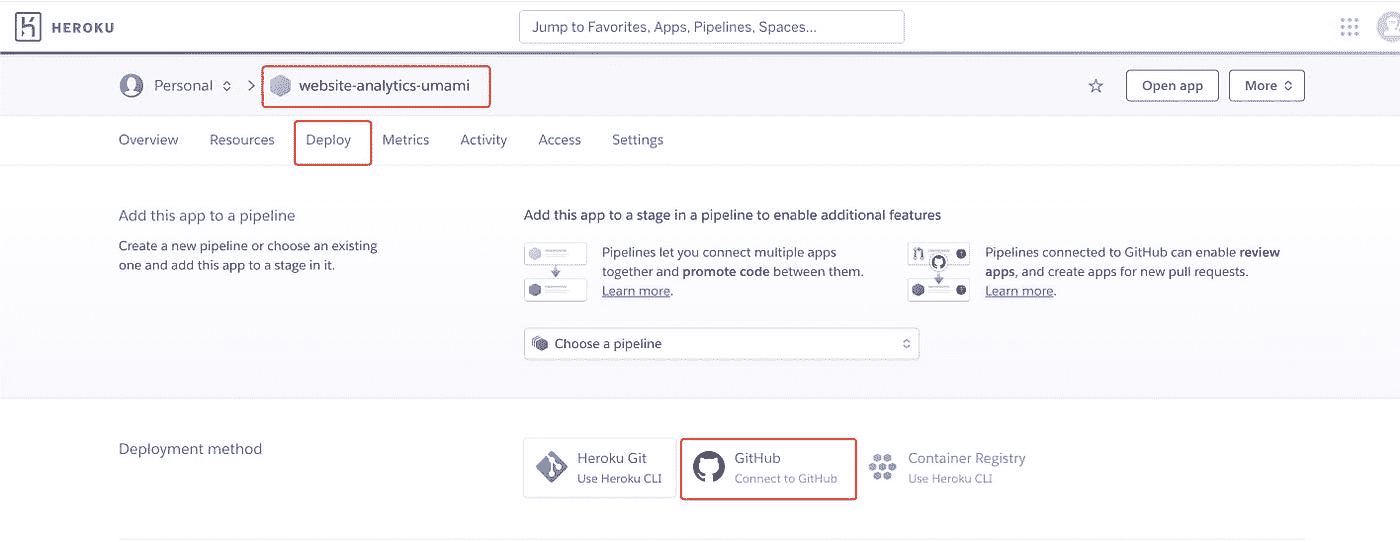 HEROKU
Jump to Favorites, Apps, Pipelines, Spaces...
Personal
website-analytics-umami
Open app
More
Overview
Resources
Deploy
Metrics
Activity
Access
Settings
Add this app to a pipeline
Create a new pipeline or choose an existing
one and add this app to a stage in it.
Add this app to a stage in a pipeline to enable additional features
Pipelines let you connect multiple apps
together and promote code between them.
Learn more.
Pipelines connected to GitHub can enable review
apps, and create apps for new pull requests.
Learn more.
Choose a pipeline
Deployment method
Heroku Git
Use Heroku CLI
GitHub
Connect to GitHub
Container Registry
Use Heroku CLI